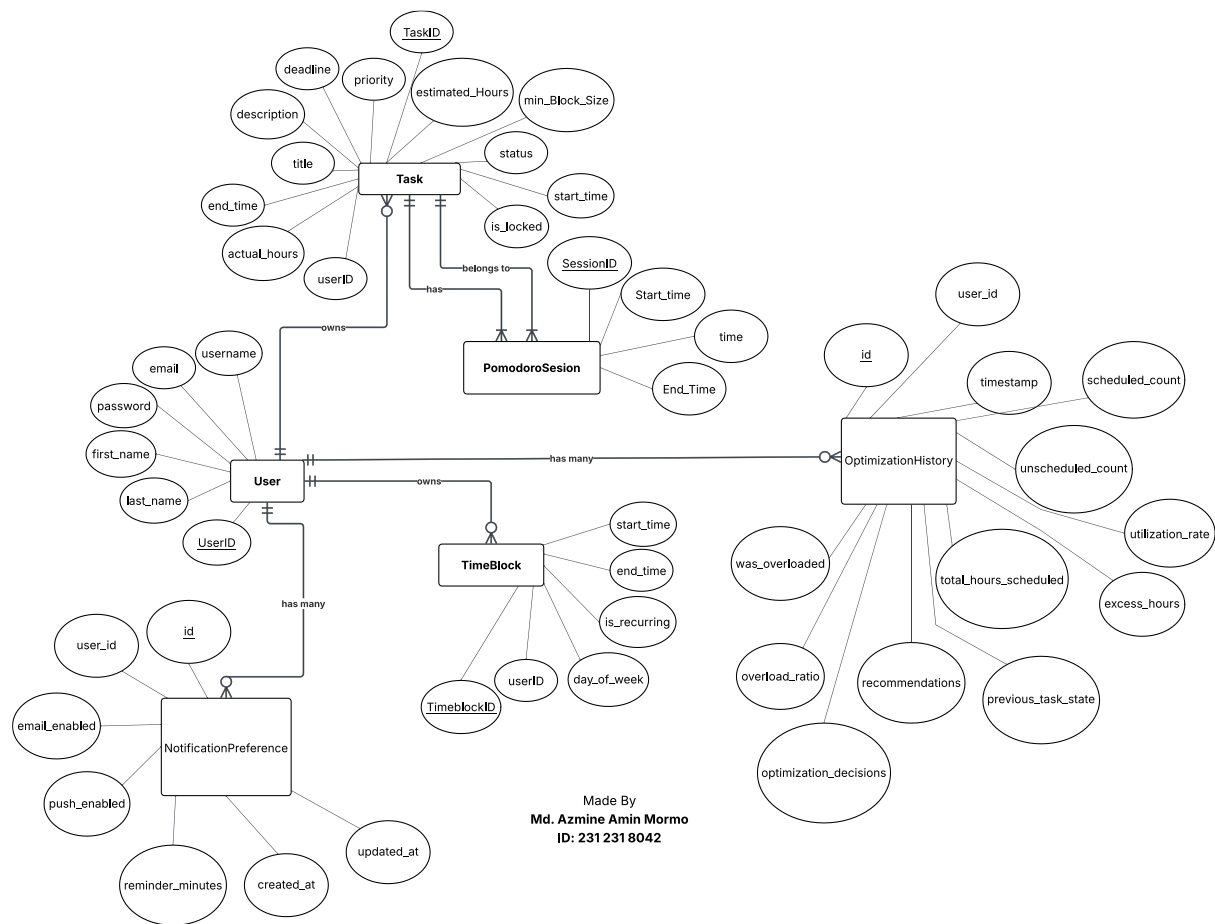 TaskID
deadline
priority
estimated_Hours
min_Block_Size
description
title
status
Task
end_time
start_time
is_locked
actual_hours
userID
belongs to
has
SessionID
Start_time
time
End_Time
PomodoroSesion
owns
username
email
password
first_name
last_name
User
UserID
user_id
id
timestamp
scheduled_count
has many
OptimizationHistory
unscheduled_count
utilization_rate
was_overloaded
total_hours_scheduled
excess_hours
overload_ratio
recommendations
previous_task_state
optimization_decisions
owns
start_time
TimeBlock
end_time
is_recurring
userID
day_of_week
TimeblockID
has many
id
user_id
email_enabled
NotificationPreference
push_enabled
updated_at
reminder_minutes
created_at
Made By
Md. Azmine Amin Mormo
ID: 231 231 8042